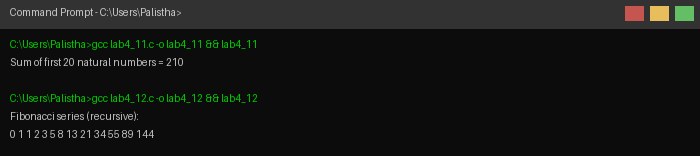 Command Prompt - C:\Users\Palistha>
C:\Users\Palistha>gcc lab4_11.c -o lab4_11 && lab4_11
Sum of first 20 natural numbers = 210
C:\Users\Palistha>gcc lab4_12.c -o lab4_12 && lab4_12
Fibonacci series (recursive):
0 1 1 2 3 5 8 13 21 34 55 89 144